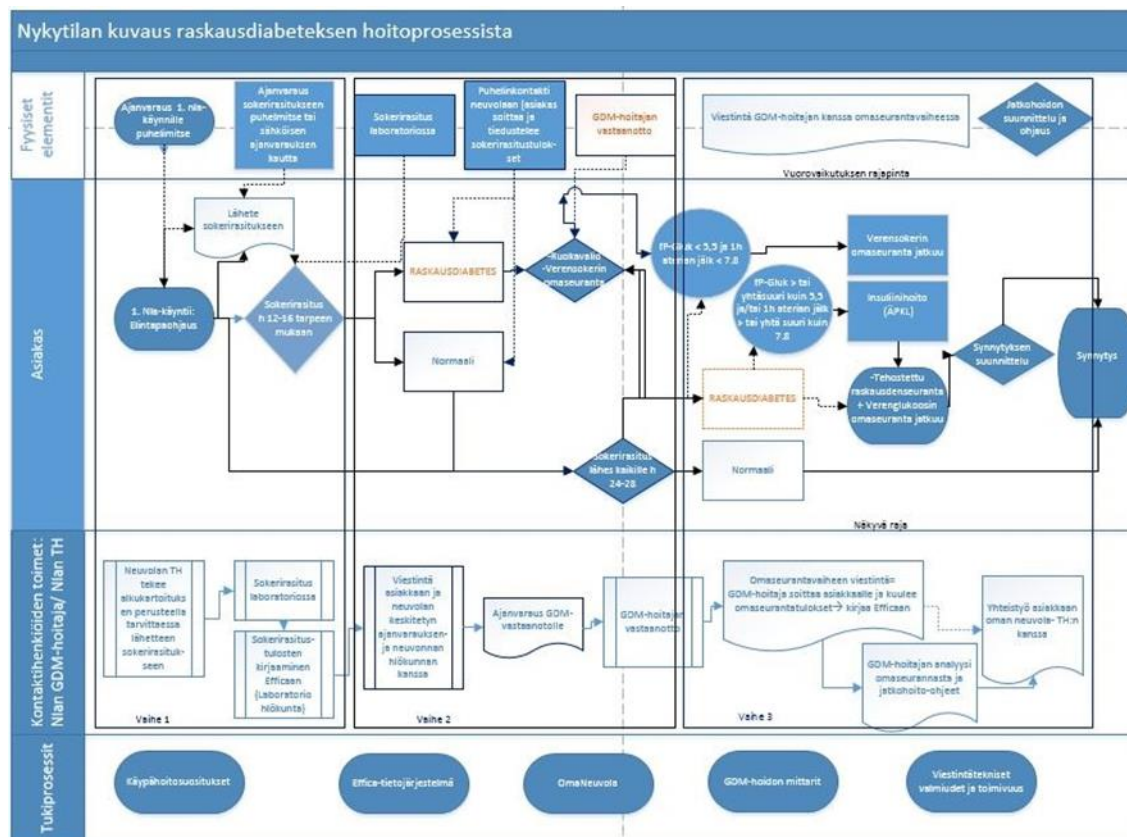 Nykytilan kuvaus raskausdiabeteksen hoitoprosessista
Fyysiset
elementit
Ajanvaraus 1. nla-
käynnille
puhelimitse
Ajanvaraus
sokerirasitukseen
puhelimitse tai
sähköisen
ajanvarauksen
kautta
Sokerirasitus
laboratoriossa
Puhelinkontakti
neuvolaan (asiakas
soittaa ja
tiedustelee
sokerirasitustulok-
set
GDM-hoitajan
vastaanotto
Viestintä GDM-hoitajan kanssa omaseurantavaiheessa
Jatkohoidon
suunnittelu ja
ohjaus
Vuorovaikutuksen rajapinta
Asiakas
Lähete
sokerirasitukseen
1. Nla-käynti:
Elintapaohjaus
Sokerirasitus
h 12-16 tarpeen
mukaan
RASKAUSDIABETES
Normaali
-Ruokavalio
-Verensokerin
omaseuranta
Sokerirasitus
lähes kaikille h
24-28
fP-Gluk < 5,5 ja 1h
aterian jälk < 7.8
fP-Gluk > tai
yhtäsuuri kuin 5,5
ja/tai 1h aterian jälk
> tai yhtä suuri kuin
7.8
RASKAUSDIABETES
Normaali
Verensokerin
omaseuranta jatkuu
Insuliinihoito
(ÄPKL)
-Tehostettu
raskaudenseuranta
+ Verenglukoosin
omaseuranta jatkuu
Synnytyksen
suunnittelu
Synnytys
Näkyvä raja
Kontaktihenkiöiden toimet:
Nlan GDM-hoitaja/ Nlan TH
Neuvolan TH
tekee
alkukartoituks
en perusteella
tarvittaessa
lähetteen
sokerirasituk-
seen
Sokerirasitus
laboratoriossa
Sokerirasitus-
tulosten
kirjaaminen
Efficaan
(Laboratorio
hlökunta)
Vaihe 1
Viestintä
asiakkaan ja
neuvolan
keskitetyn
ajanvarauksen-
ja neuvonnan
hlökunnan
kanssa
Ajanvaraus GDM-
vastaanotolle
GDM-hoitajan
vastaanotto
Vaihe 2
Omaseurantavaiheen viestintä=
GDM-hoitaja soittaa asiakkaalle ja kuulee
omaseurantatulokset→ kirjaa Efficaan
GDM-hoitajan analyysi
omaseurannasta ja
jatkohoito-ohjeet
Yhteistyö asiakkaan
oman neuvola- TH:n
kanssa
Vaihe 3
Tukiprosessit
Käypähoitosuositukset
Effica-tietojärjestelmä
OmaNeuvola
GDM-hoidon mittarit
Viestintätekniset
valmiudet ja toimivuus